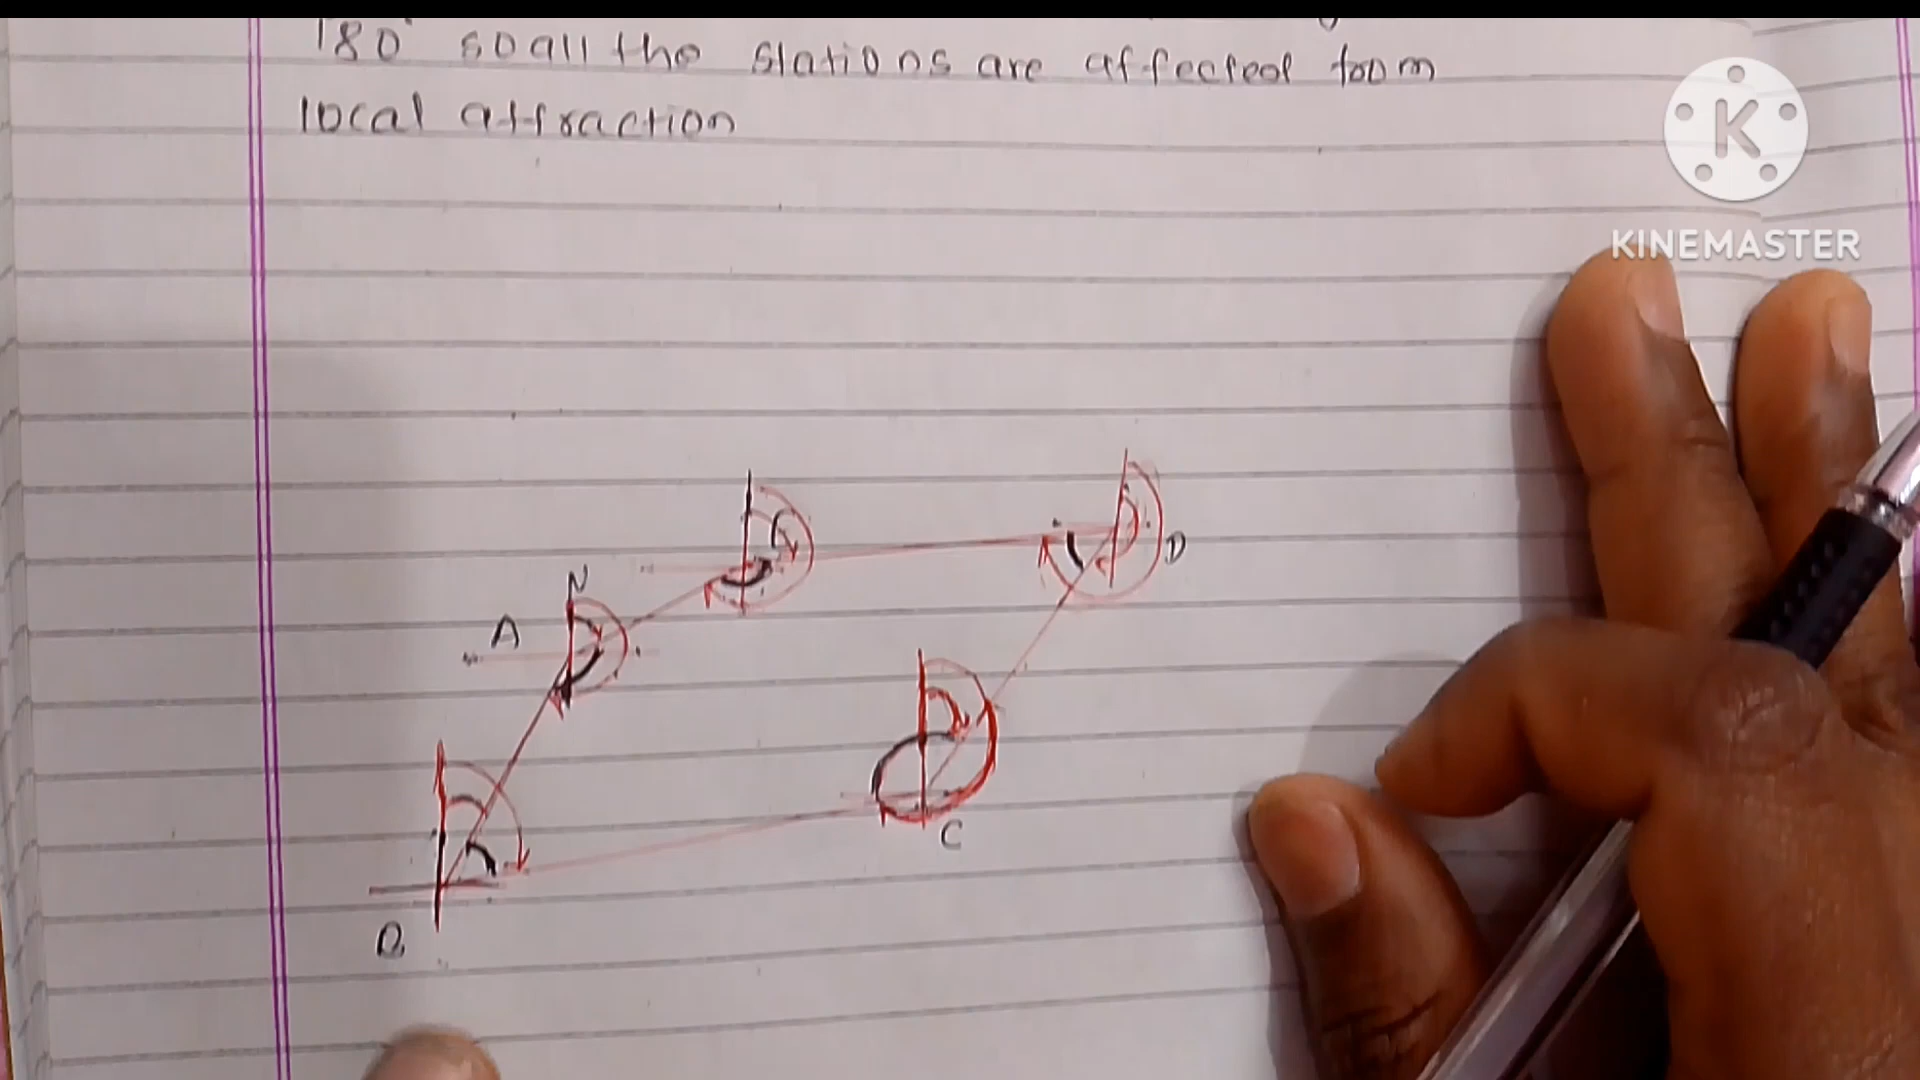 180° so all the stations are affected from
local attraction
K
KINEMASTER
N
A
D
C
B